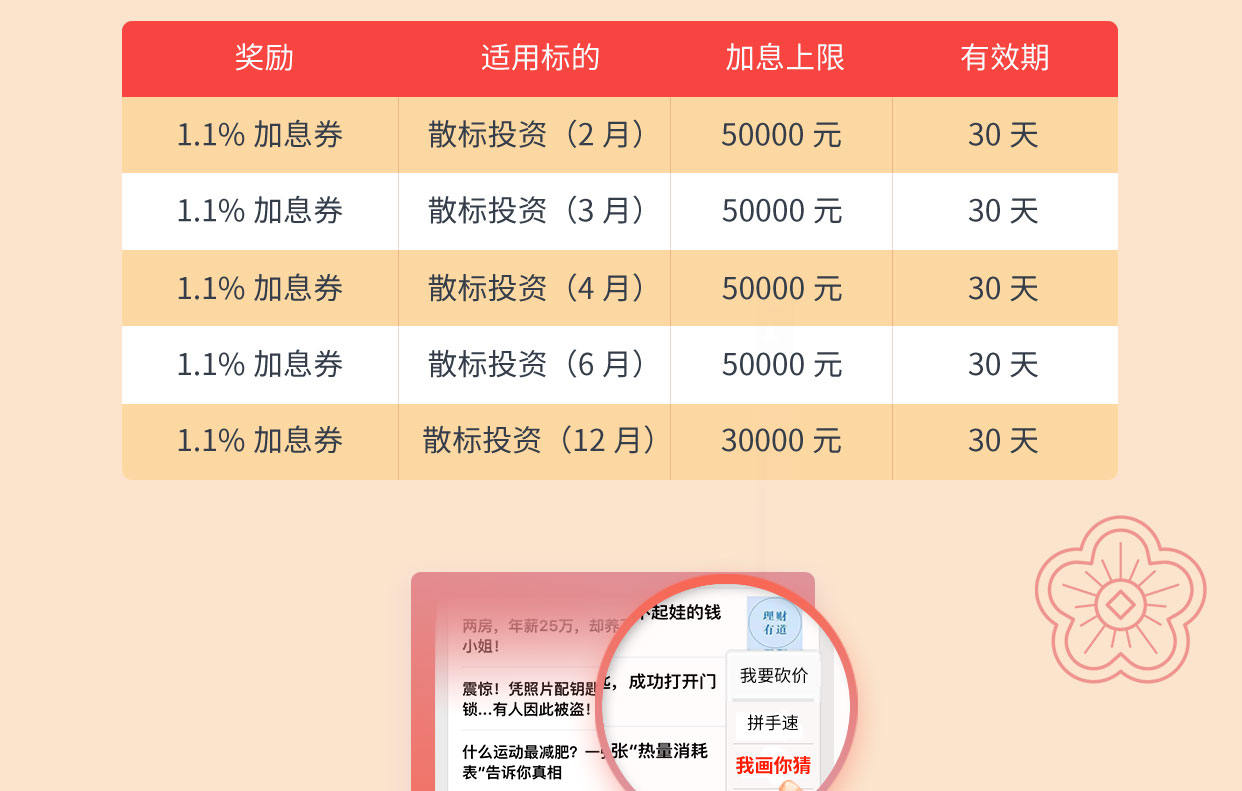 奖励 适用标的 加息上限 有效期
1.1% 加息券 散标投资（2 月） 50000 元 30 天
1.1% 加息券 散标投资（3 月） 50000 元 30 天
1.1% 加息券 散标投资（4 月） 50000 元 30 天
1.1% 加息券 散标投资（6 月） 50000 元 30 天
1.1% 加息券 散标投资（12 月） 30000 元 30 天
两房，年薪25万，却养
小姐！
起娃的钱
理财
有道
震惊！凭照片配钥匙
锁...有人因此被盗！
，成功打开门
什么运动最减肥？一
表“告诉你真相
张“热量消耗
我要砍价
拼手速
我画你猜